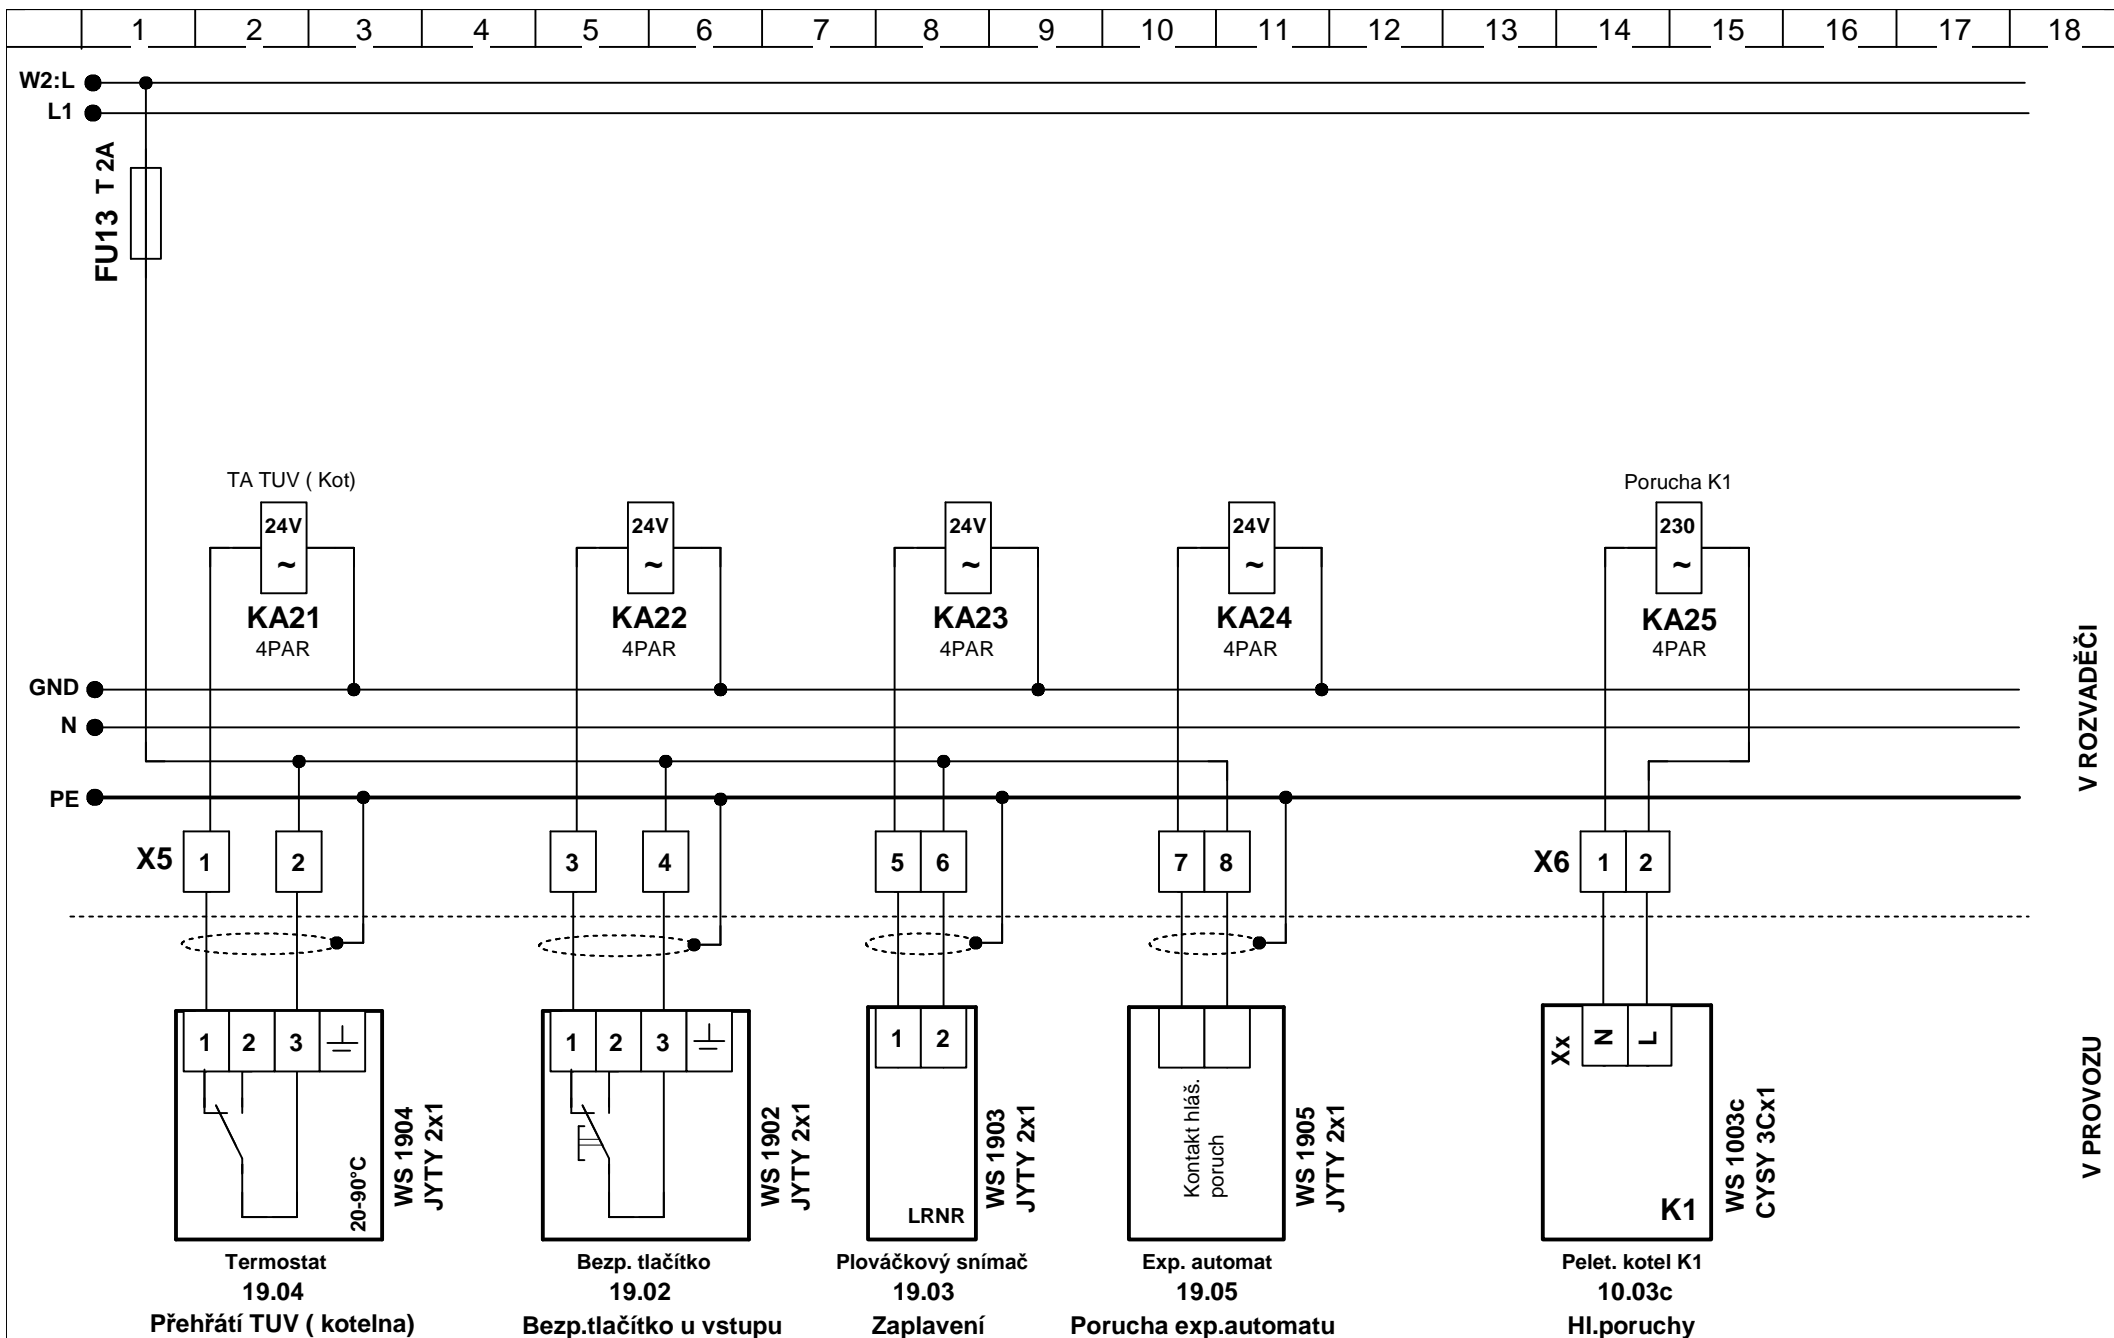 1 2 3 4 5 6 7 8 9 10 11 12 13 14 15 16 17 18
W2:L
L1
FU13 T 2A
TA TUV ( Kot)
Porucha K1
24V 24V 24V 24V 230
~ ~ ~ ~ ~
KA21 KA22 KA23 KA24 KA25
4PAR 4PAR 4PAR 4PAR 4PAR
GND
N
PE
V ROZVADĚČI
X5 1 2 3 4 5 6 7 8 X6 1 2
1 2 3 1 2 3 1 2 Xx N L
20-90°C
WS 1904
JYTY 2x1
WS 1902
JYTY 2x1
LRNR
WS 1903
JYTY 2x1
Kontakt hláš.
poruch
WS 1905
JYTY 2x1
K1
WS 1003c
CYSY 3Cx1
V PROVOZU
Termostat
19.04
Přehřátí TUV ( kotelna)
Bezp. tlačítko
19.02
Bezp.tlačítko u vstupu
Plováčkový snímač
19.03
Zaplavení
Exp. automat
19.05
Porucha exp.automatu
Pelet. kotel K1
10.03c
Hl.poruchy